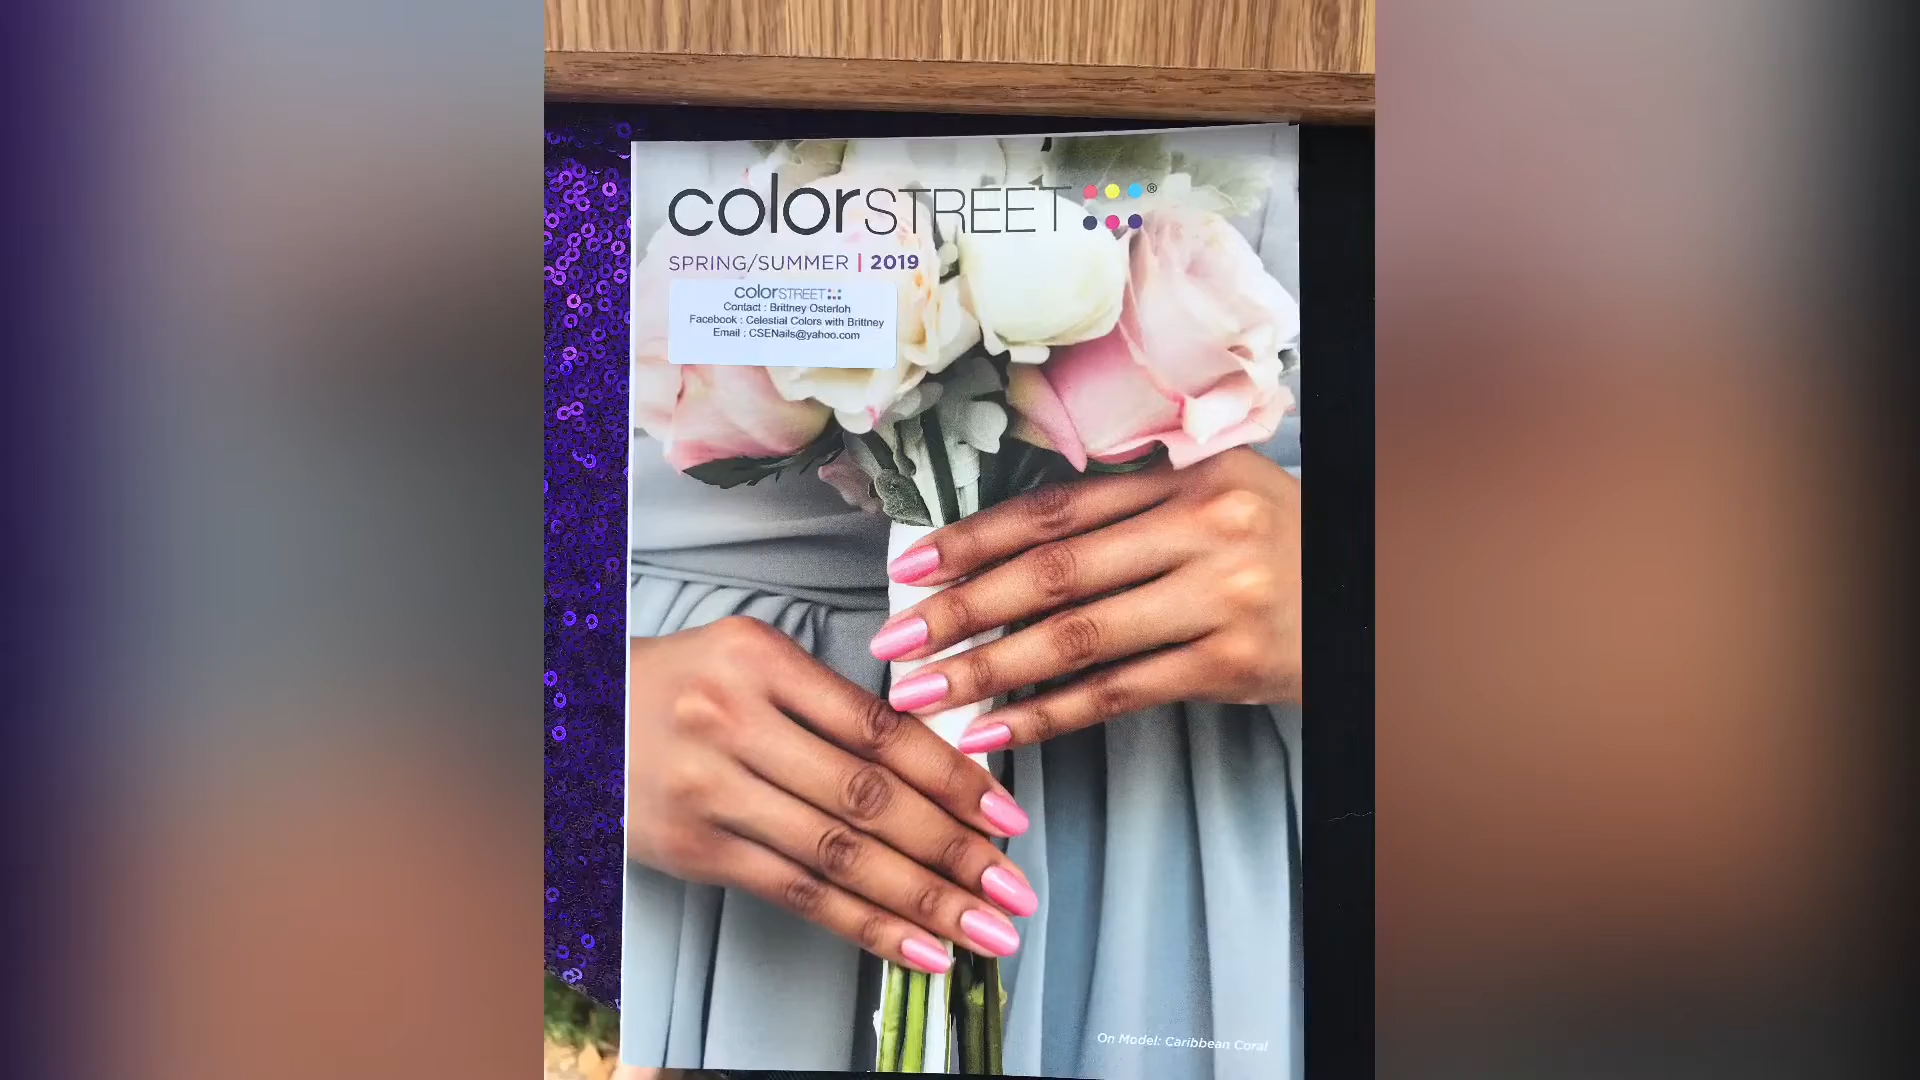 colorSTREET®
SPRING/SUMMER | 2019
colorSTREET
Contact : Brittney Osterloh
Facebook : Celestial Colors with Brittney
Email : CSENails@yahoo.com
On Model: Caribbean Coral